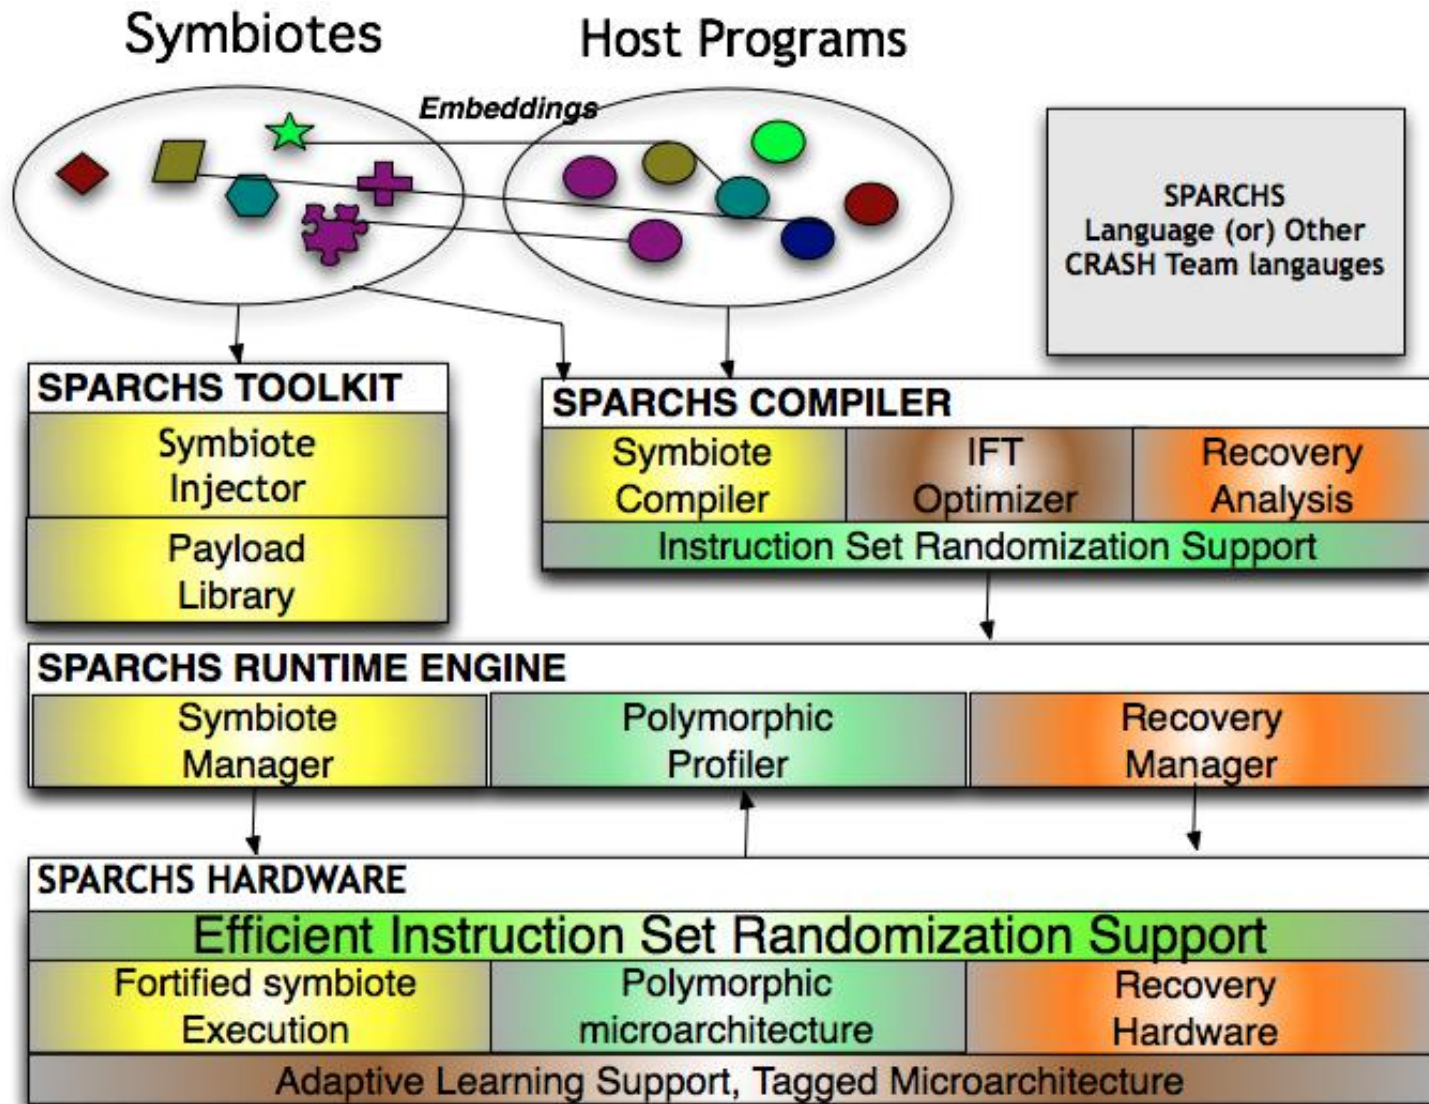 Symbiotes
Host Programs
Embeddings
SPARCHS
Language (or) Other
CRASH Team langauges
SPARCHS TOOLKIT
Symbiote
Injector
Payload
Library
SPARCHS COMPILER
Symbiote
Compiler
IFT
Optimizer
Recovery
Analysis
Instruction Set Randomization Support
SPARCHS RUNTIME ENGINE
Symbiote
Manager
Polymorphic
Profiler
Recovery
Manager
SPARCHS HARDWARE
Efficient Instruction Set Randomization Support
Fortified symbiote
Execution
Polymorphic
microarchitecture
Recovery
Hardware
Adaptive Learning Support, Tagged Microarchitecture